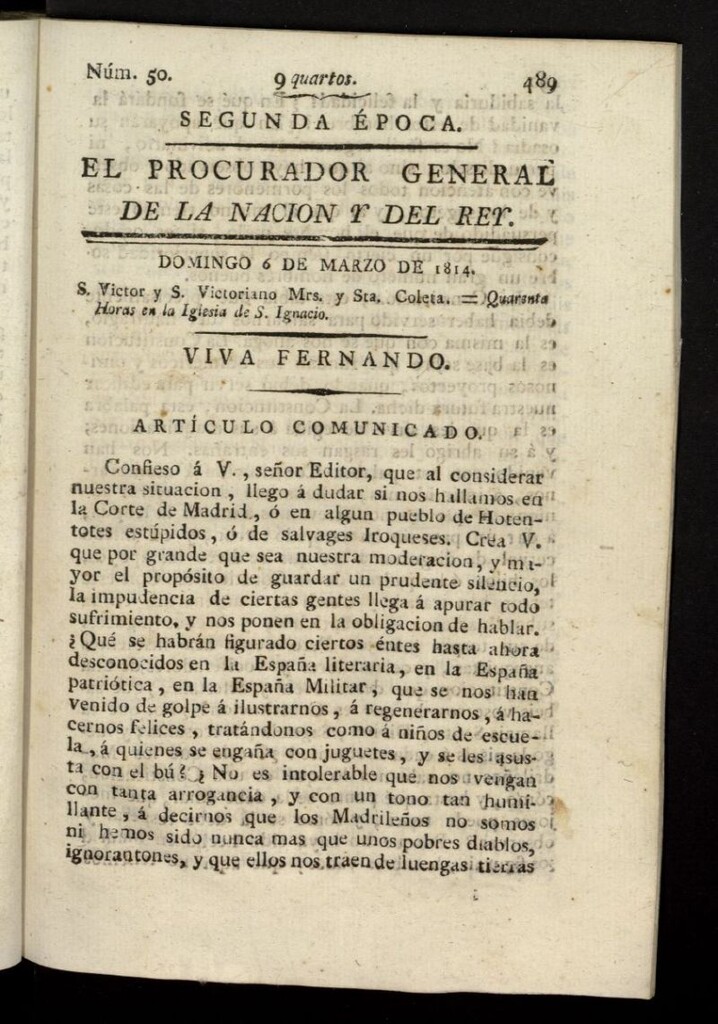 Núm. 50.
9 quartos.
489
SEGUNDA ÉPOCA.
EL PROCURADOR GENERAL
DE LA NACION Y DEL REY.
DOMINGO 6 DE MARZO DE 1814.
S. Victor y S. Victoriano Mrs. y Sta. Coleta. = Quarenta
Horas en la Iglesia de S. Ignacio.
VIVA FERNANDO.
ARTÍCULO COMUNICADO.
Confieso á V., señor Editor, que al considerar
nuestra situacion, llego á dudar si nos hallamos en
la Corte de Madrid, ó en algun pueblo de Hoten-
totes estúpidos, ó de salvages Iroqueses. Crea V.
que por grande que sea nuestra moderacion, y ma-
yor el propósito de guardar un prudente silencio,
la impudencia de ciertas gentes llega á apurar todo
sufrimiento, y nos ponen en la obligacion de hablar.
¿Qué se habrán figurado ciertos éntes hasta ahora
desconocidos en la España literaria, en la España
patriótica, en la España Militar, que se nos han
venido de golpe á ilustrarnos, á regenerarnos, á ha-
cernos felices, tratándonos como á niños de escue-
la, á quienes se engaña con juguetes, y se les asus-
ta con el bú? ¿No es intolerable que nos vengan
con tanta arrogancia, y con un tono tan humi-
llante, á decirnos que los Madrileños no somos
ni hemos sido nunca mas que unos pobres diablos,
ignorantones, y que ellos nos traen de luengas tierras